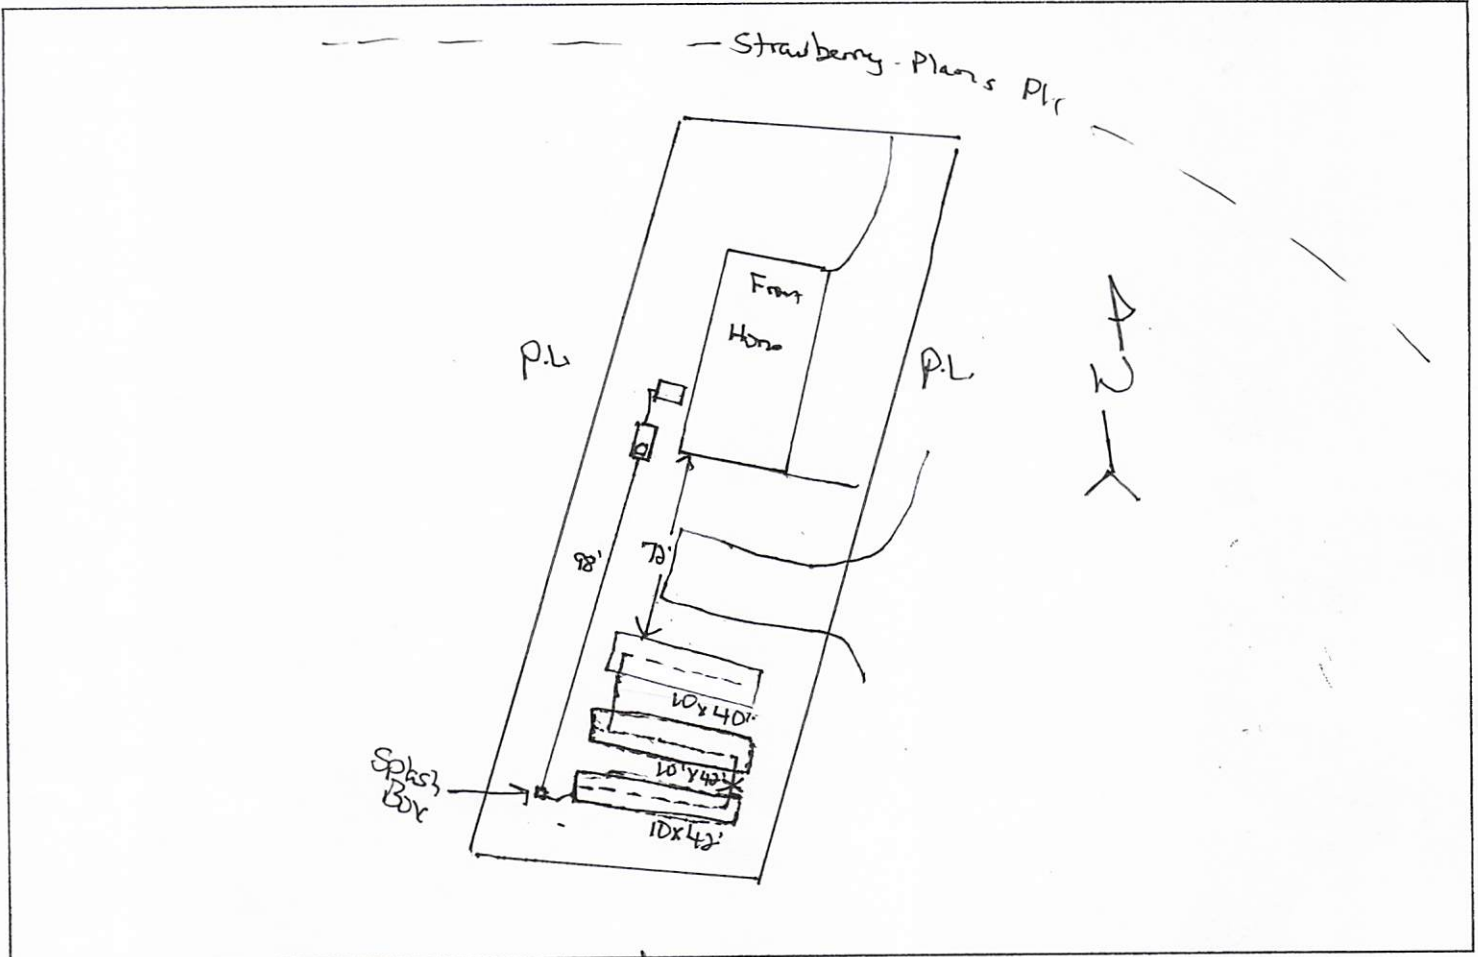 Strawberry Plains Pk
Front
Home
P.L
P.L
N
98'
72'
10x40'
10'x42'
10x42'
Splash
Box